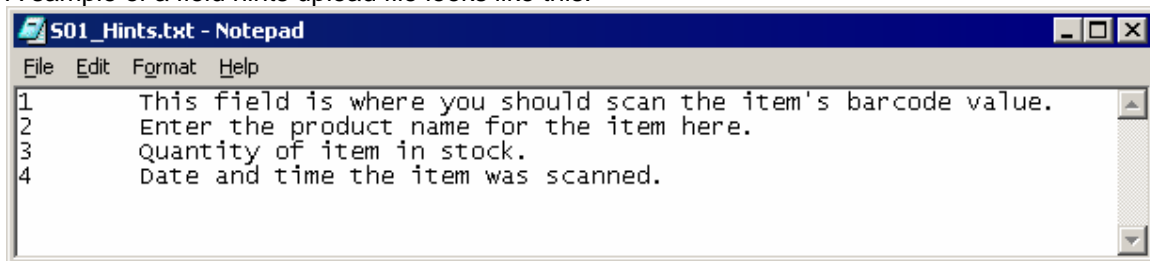 A sample of a field hints upload file looks like this:
S01_Hints.txt - Notepad
File Edit Format Help
1 This field is where you should scan the item's barcode value.
2 Enter the product name for the item here.
3 Quantity of item in stock.
4 Date and time the item was scanned.